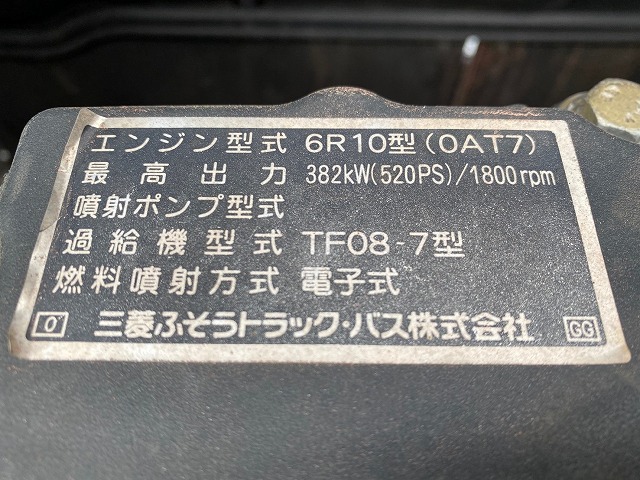 エンジン型式 6R10型(0AT7)
最高出力 382kW(520PS)/1800rpm
噴射ポンプ型式
過給機型式 TF08-7型
燃料噴射方式 電子式
0 三菱ふそうトラック・バス株式会社 GG